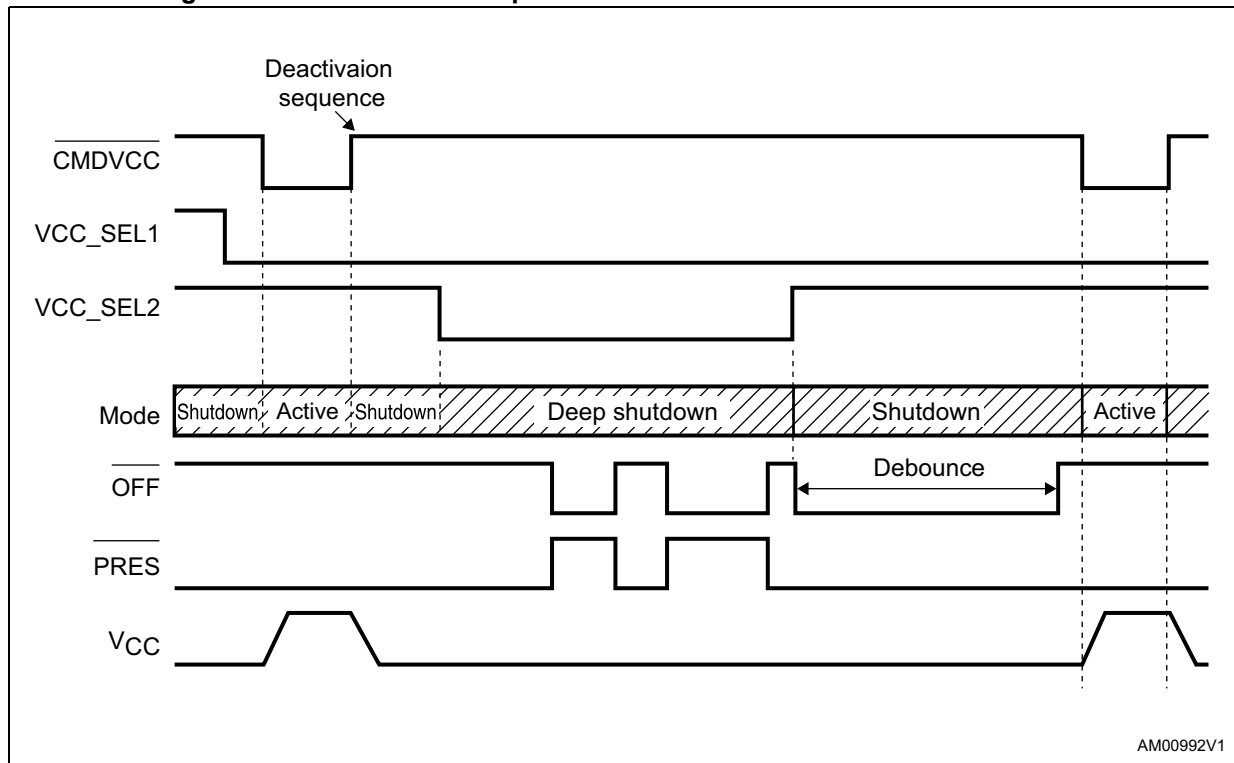 Deactivaion
sequence
CMDVCC
VCC_SEL1
VCC_SEL2
Mode Shutdown Active Shutdown Deep shutdown Shutdown Active
OFF Debounce
PRES
VCC
AM00992V1